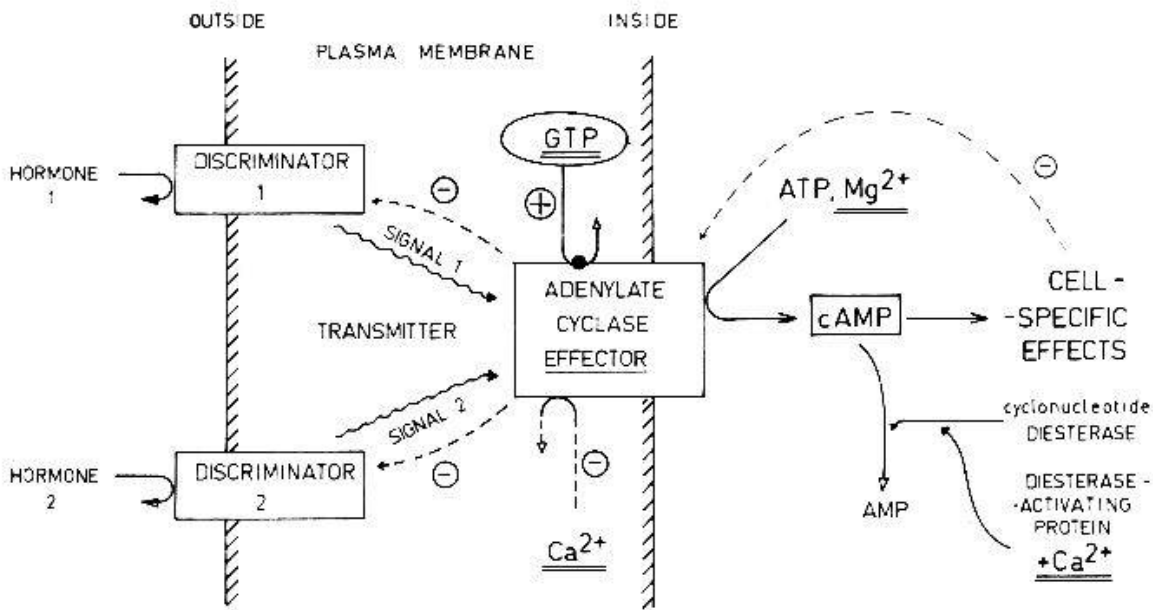 OUTSIDE
INSIDE
PLASMA MEMBRANE
HORMONE
1
DISCRIMINATOR
1
⊖
SIGNAL 1
GTP
⊕
ATP, Mg2+
⊖
ADENYLATE
CYCLASE
EFFECTOR
TRANSMITTER
cAMP
CELL -
-SPECIFIC
EFFECTS
SIGNAL 2
⊖
HORMONE
2
DISCRIMINATOR
2
⊖
Ca2+
cyclonucleotide
DIESTERASE
AMP
DIESTERASE -
-ACTIVATING
PROTEIN
+Ca2+